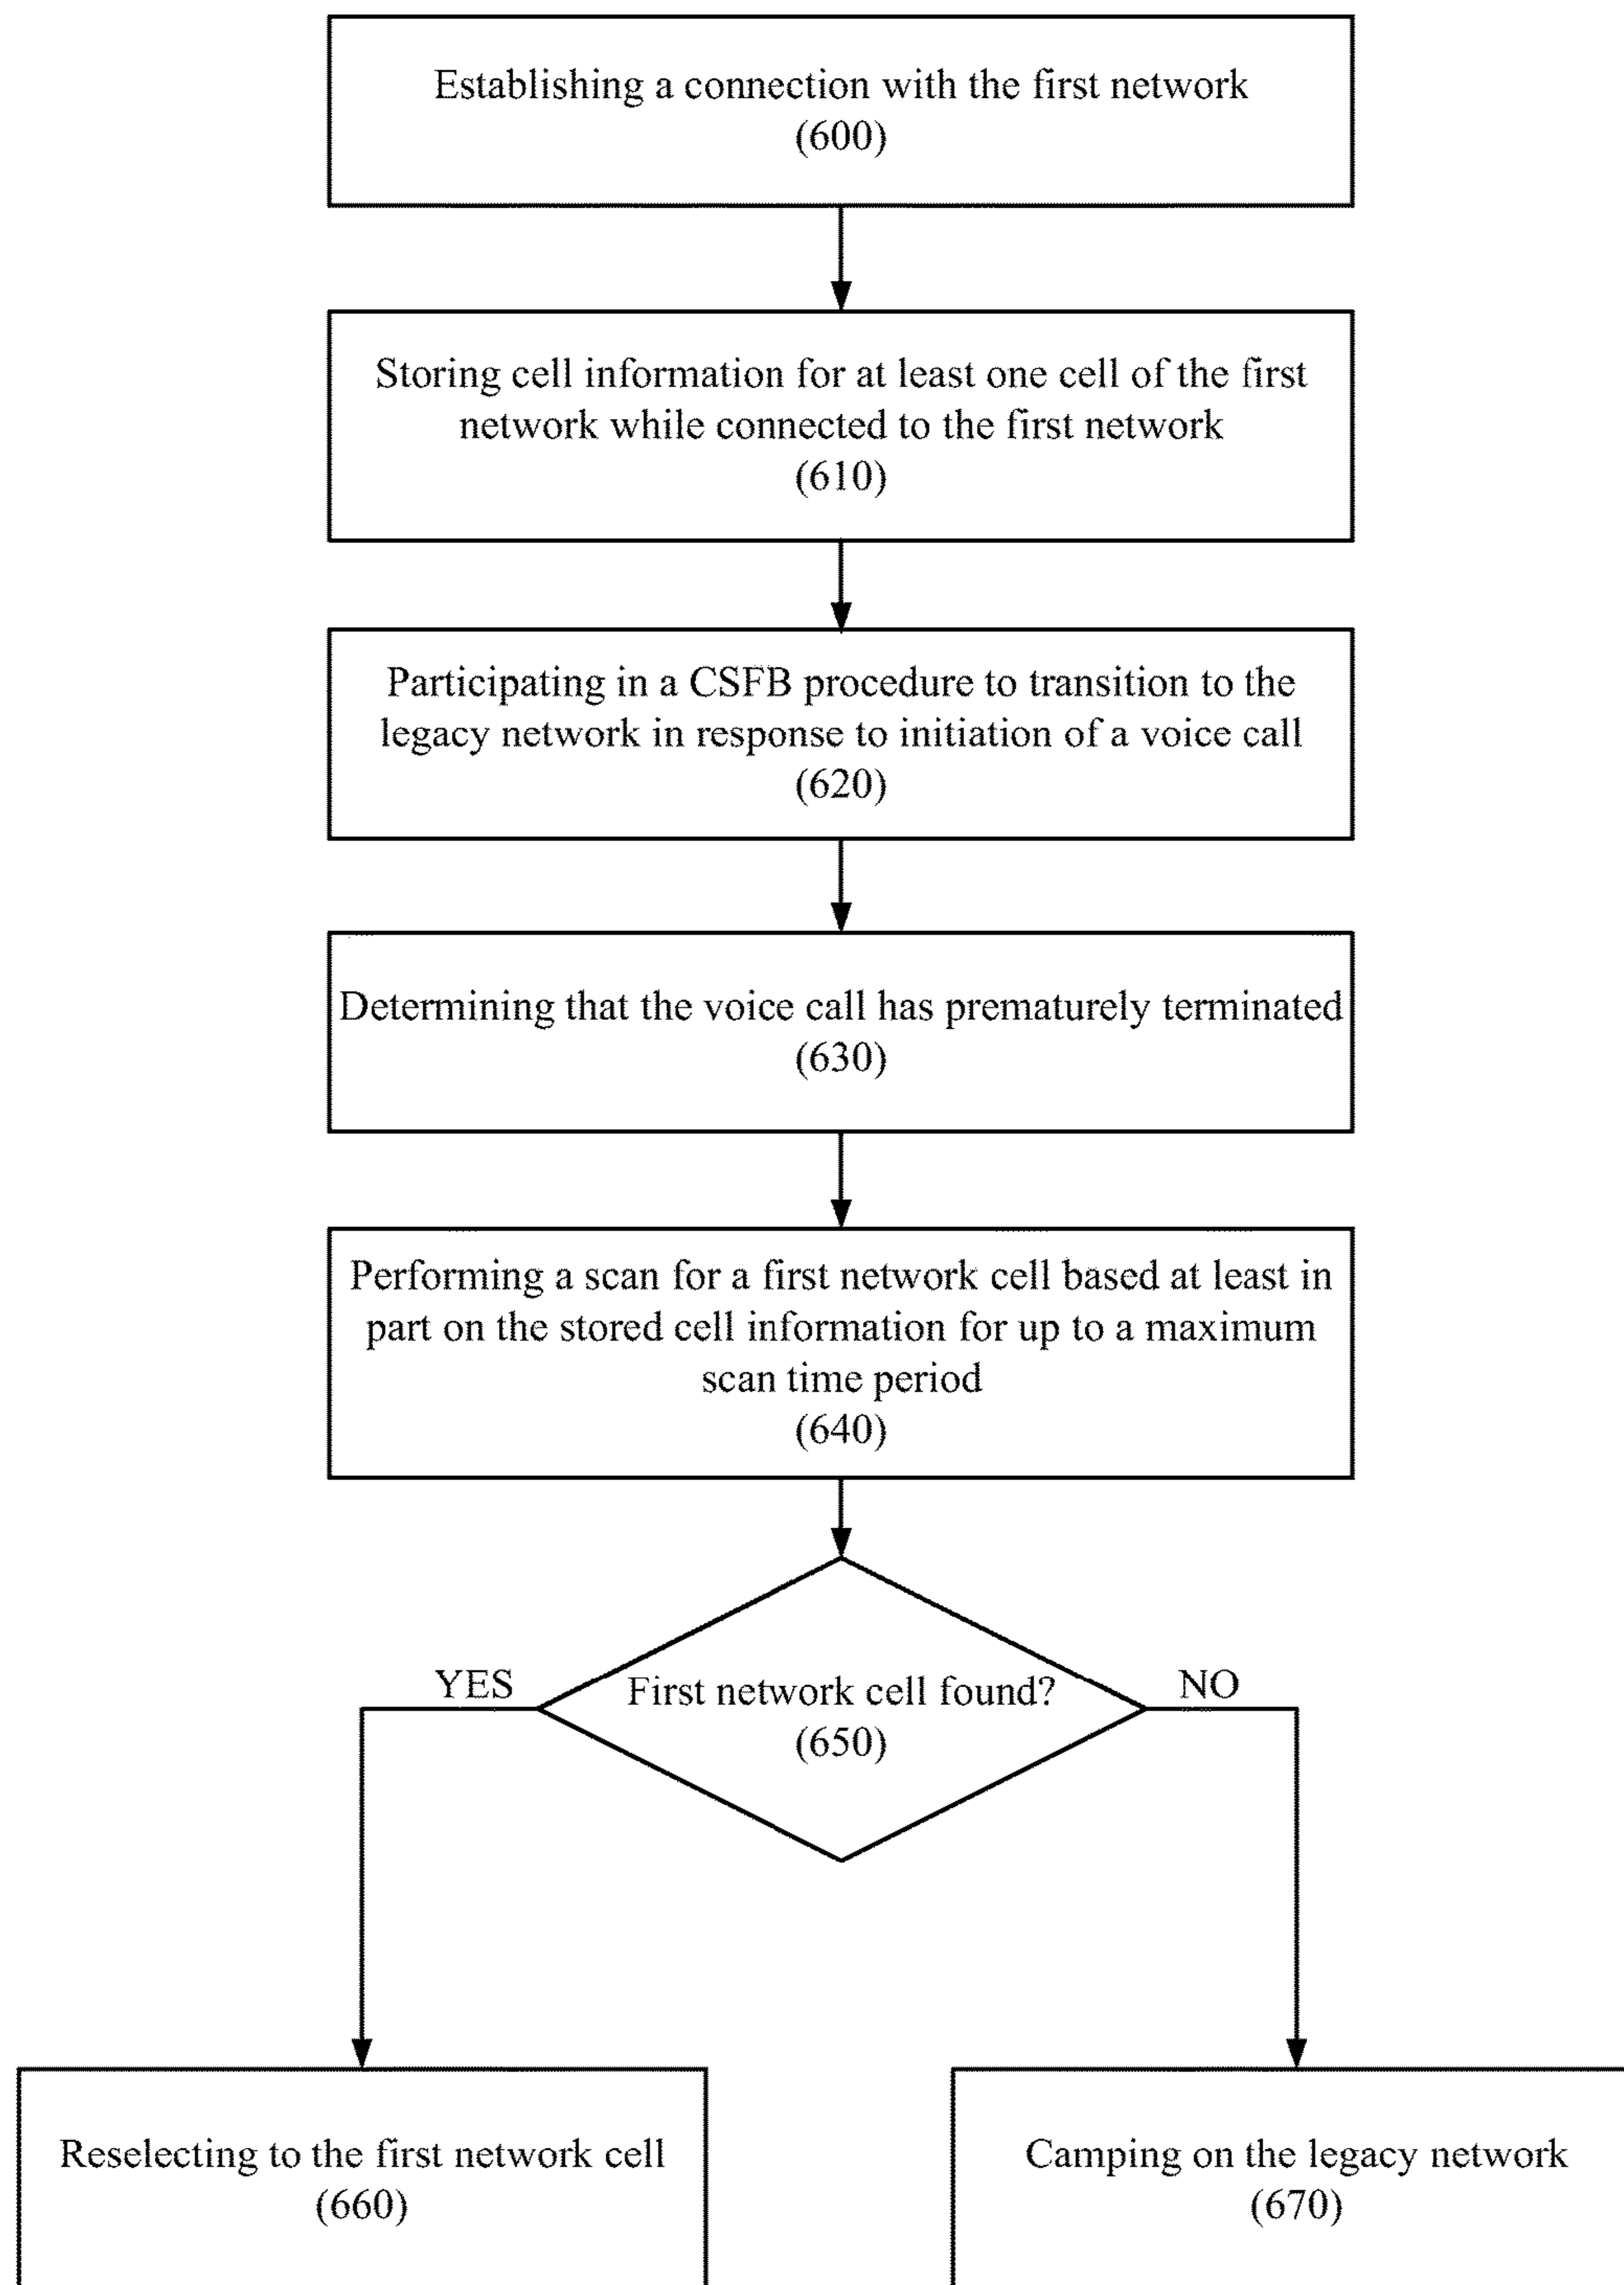 Establishing a connection with the first network
(600)
Storing cell information for at least one cell of the first
network while connected to the first network
(610)
Participating in a CSFB procedure to transition to the
legacy network in response to initiation of a voice call
(620)
Determining that the voice call has prematurely terminated
(630)
Performing a scan for a first network cell based at least in
part on the stored cell information for up to a maximum
scan time period
(640)
First network cell found?
(650)
YES
NO
Reselecting to the first network cell
(660)
Camping on the legacy network
(670)